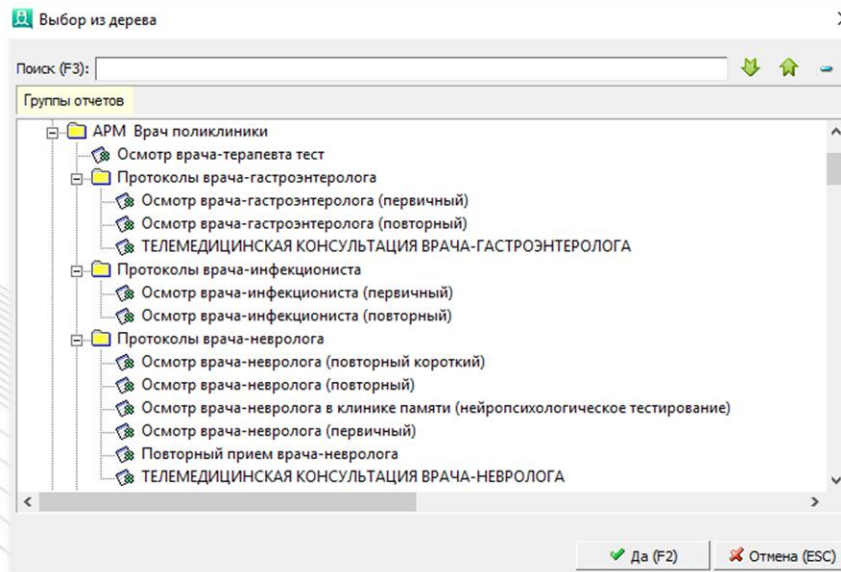 Выбор из дерева
Поиск (F3):
Группы отчетов
АРМ Врач поликлиники
Осмотр врача-терапевта тест
Протоколы врача-гастроэнтеролога
Осмотр врача-гастроэнтеролога (первичный)
Осмотр врача-гастроэнтеролога (повторный)
ТЕЛЕМЕДИЦИНСКАЯ КОНСУЛЬТАЦИЯ ВРАЧА-ГАСТРОЭНТЕРОЛОГА
Протоколы врача-инфекциониста
Осмотр врача-инфекциониста (первичный)
Осмотр врача-инфекциониста (повторный)
Протоколы врача-невролога
Осмотр врача-невролога (повторный короткий)
Осмотр врача-невролога (повторный)
Осмотр врача-невролога в клинике памяти (нейропсихологическое тестирование)
Осмотр врача-невролога (первичный)
Повторный прием врача-невролога
ТЕЛЕМЕДИЦИНСКАЯ КОНСУЛЬТАЦИЯ ВРАЧА-НЕВРОЛОГА
Да (F2) Отмена (ESC)